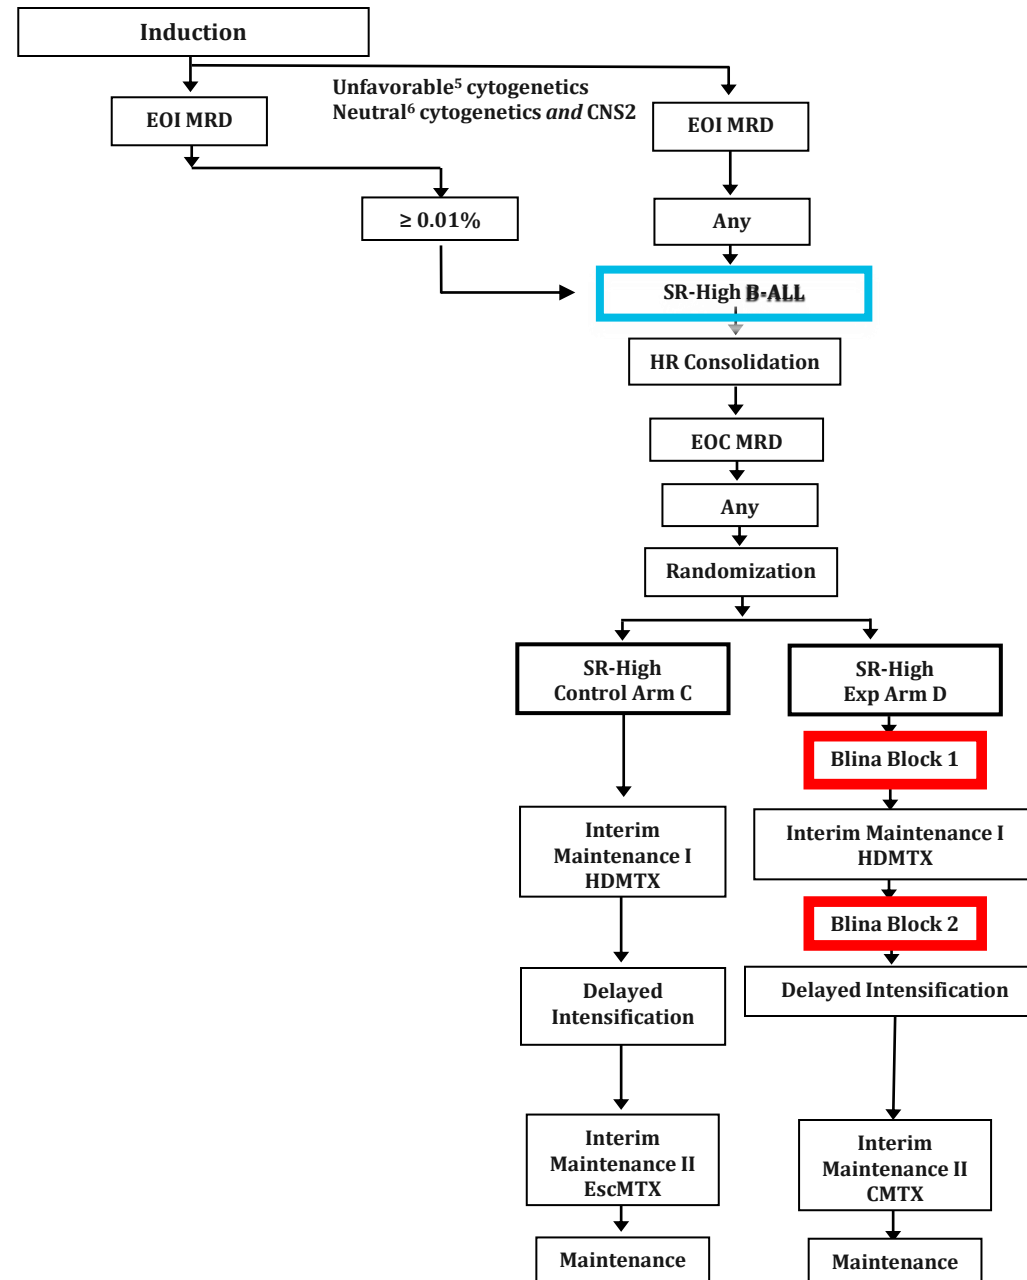 Induction
Unfavorable⁵ cytogenetics
Neutral⁶ cytogenetics and CNS2
EOI MRD
EOI MRD
≥ 0.01%
Any
SR-High B-ALL
HR Consolidation
EOC MRD
Any
Randomization
SR-High
Control Arm C
SR-High
Exp Arm D
Blina Block 1
Interim
Maintenance I
HDMTX
Interim Maintenance I
HDMTX
Blina Block 2
Delayed
Intensification
Delayed Intensification
Interim
Maintenance II
EscMTX
Interim
Maintenance II
CMTX
Maintenance
Maintenance